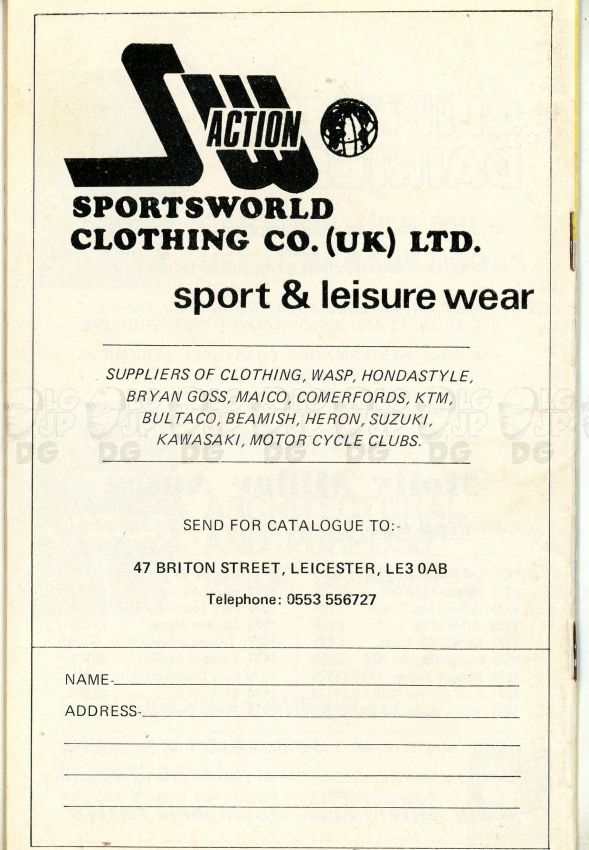 SW
ACTION
SPORTSWORLD
CLOTHING CO. (UK) LTD.
sport & leisure wear
SUPPLIERS OF CLOTHING, WASP, HONDASTYLE,
BRYAN GOSS, MAICO, COMERFORDS, KTM,
BULTACO, BEAMISH, HERON, SUZUKI,
KAWASAKI, MOTOR CYCLE CLUBS.
SEND FOR CATALOGUE TO:-
47 BRITON STREET, LEICESTER, LE3 0AB
Telephone: 0553 556727
NAME-
ADDRESS-